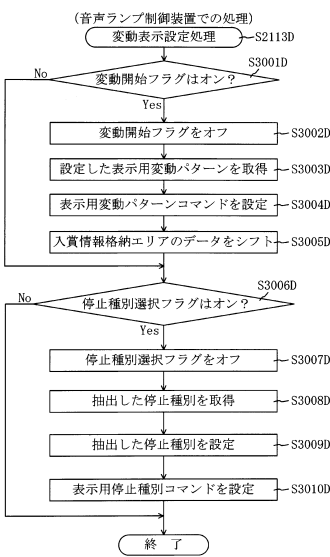 (音声ランプ制御装置での処理)
変動表示設定処理 S2113D
S3001D
No 変動開始フラグはオン？
Yes
変動開始フラグをオフ S3002D
設定した表示用変動パターンを取得 S3003D
表示用変動パターンコマンドを設定 S3004D
入賞情報格納エリアのデータをシフト S3005D
S3006D
No 停止種別選択フラグはオン？
Yes
停止種別選択フラグをオフ S3007D
抽出した停止種別を取得 S3008D
抽出した停止種別を設定 S3009D
表示用停止種別コマンドを設定 S3010D
終 了